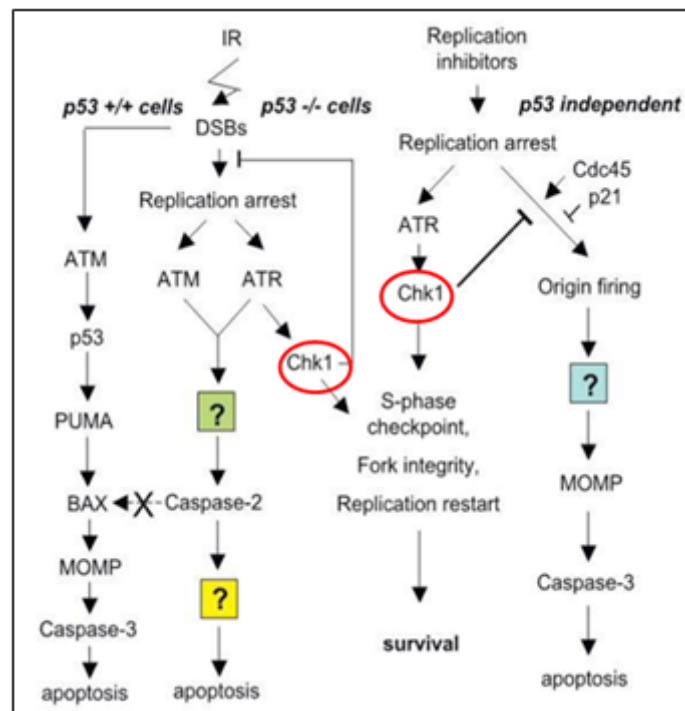 IR
Replication
inhibitors
p53 +/+ cells
p53 -/- cells
p53 independent
DSBs
Replication arrest
Cdc45
p21
Replication arrest
ATR
ATM
ATM
ATR
Chk1
Origin firing
p53
Chk1
?
?
S-phase
checkpoint,
PUMA
Fork integrity,
MOMP
BAX
X
Caspase-2
Replication restart
MOMP
?
Caspase-3
Caspase-3
survival
apoptosis
apoptosis
apoptosis